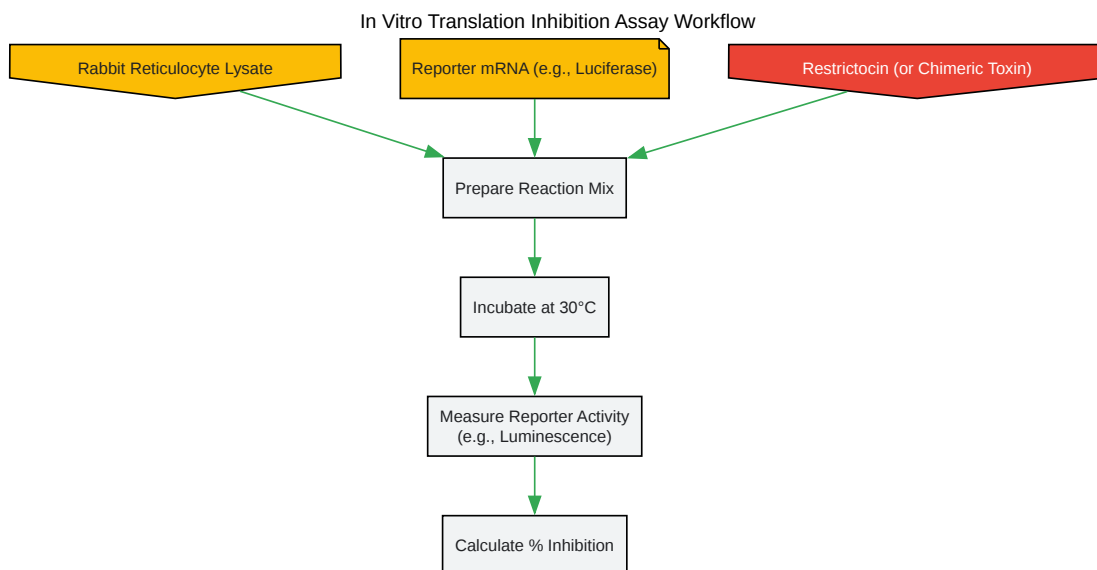 In Vitro Translation Inhibition Assay Workflow
Rabbit Reticulocyte Lysate
Reporter mRNA (e.g., Luciferase)
Restrictocin (or Chimeric Toxin)
Prepare Reaction Mix
Incubate at 30°C
Measure Reporter Activity
(e.g., Luminescence)
Calculate % Inhibition